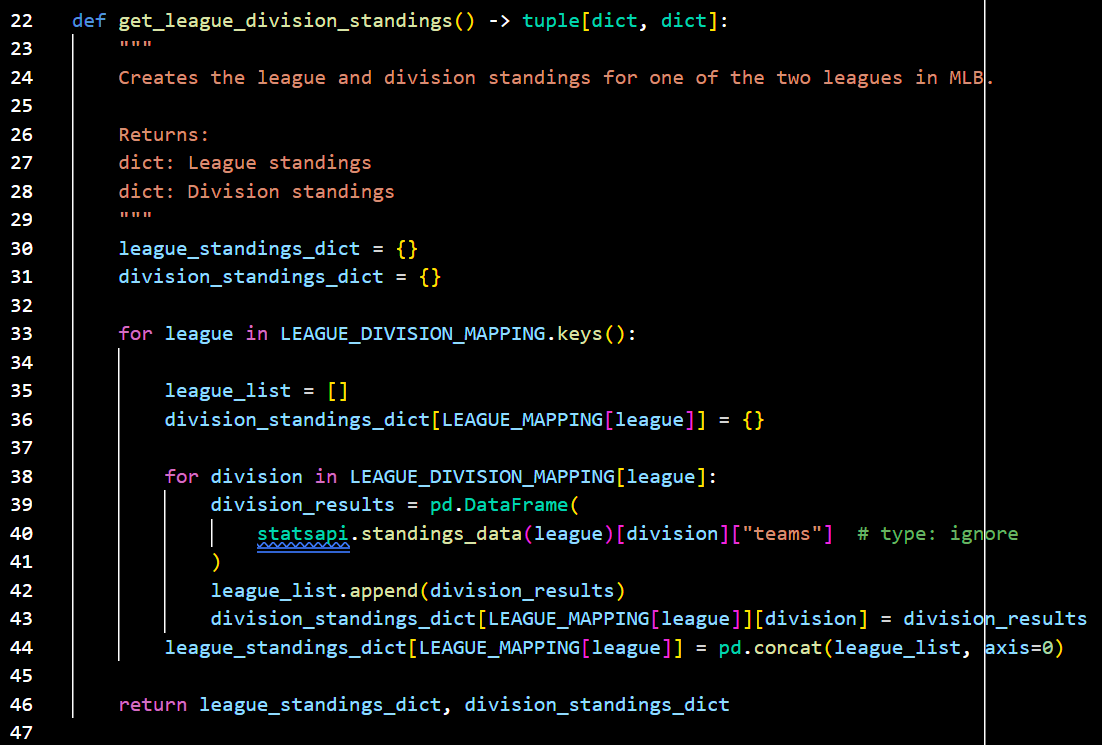 22 def get_league_division_standings() -> tuple[dict, dict]:
23     """
24     Creates the league and division standings for one of the two leagues in MLB.
25
26     Returns:
27     dict: League standings
28     dict: Division standings
29     """
30     league_standings_dict = {}
31     division_standings_dict = {}
32
33     for league in LEAGUE_DIVISION_MAPPING.keys():
34
35         league_list = []
36         division_standings_dict[LEAGUE_MAPPING[league]] = {}
37
38         for division in LEAGUE_DIVISION_MAPPING[league]:
39             division_results = pd.DataFrame(
40                 statsapi.standings_data(league)[division]["teams"]  # type: ignore
41             )
42             league_list.append(division_results)
43             division_standings_dict[LEAGUE_MAPPING[league]][division] = division_results
44         league_standings_dict[LEAGUE_MAPPING[league]] = pd.concat(league_list, axis=0)
45
46     return league_standings_dict, division_standings_dict
47